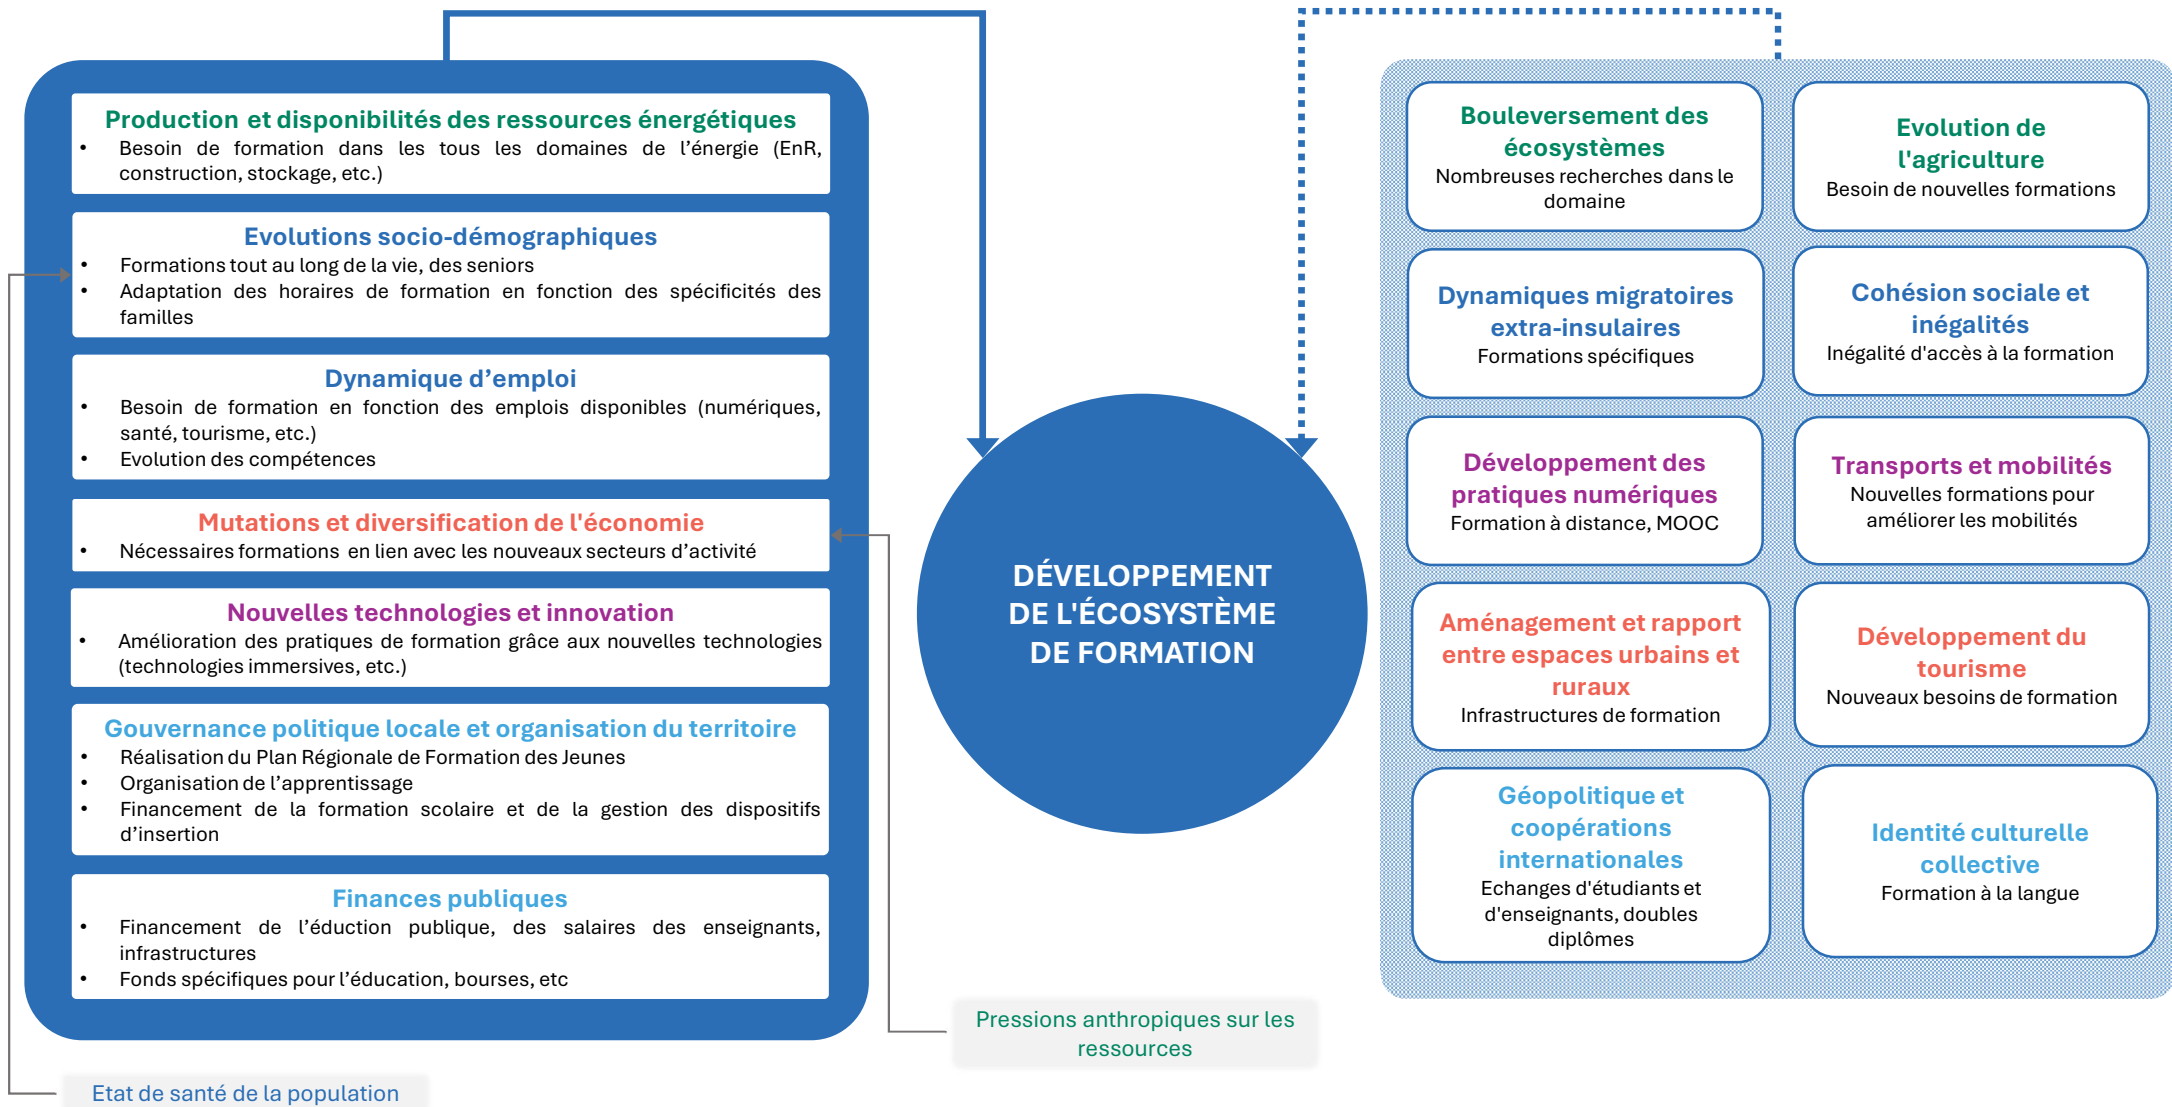 Production et disponibilités des ressources énergétiques
• Besoin de formation dans les tous les domaines de l'énergie (EnR,
construction, stockage, etc.)
Evolutions socio-démographiques
• Formations tout au long de la vie, des seniors
• Adaptation des horaires de formation en fonction des spécificités des
familles
Dynamique d'emploi
• Besoin de formation en fonction des emplois disponibles (numériques,
santé, tourisme, etc.)
• Evolution des compétences
Mutations et diversification de l'économie
• Nécessaires formations en lien avec les nouveaux secteurs d'activité
Nouvelles technologies et innovation
• Amélioration des pratiques de formation grâce aux nouvelles technologies
(technologies immersives, etc.)
Gouvernance politique locale et organisation du territoire
• Réalisation du Plan Régionale de Formation des Jeunes
• Organisation de l'apprentissage
• Financement de la formation scolaire et de la gestion des dispositifs
d'insertion
Finances publiques
• Financement de l'éduction publique, des salaires des enseignants,
infrastructures
• Fonds spécifiques pour l'éducation, bourses, etc
Etat de santé de la population
Pressions anthropiques sur les
ressources
DÉVELOPPEMENT
DE L'ÉCOSYSTÈME
DE FORMATION
Bouleversement des
écosystèmes
Nombreuses recherches dans le
domaine
Evolution de
l'agriculture
Besoin de nouvelles formations
Dynamiques migratoires
extra-insulaires
Formations spécifiques
Cohésion sociale et
inégalités
Inégalité d'accès à la formation
Développement des
pratiques numériques
Formation à distance, MOOC
Transports et mobilités
Nouvelles formations pour
améliorer les mobilités
Aménagement et rapport
entre espaces urbains et
ruraux
Infrastructures de formation
Développement du
tourisme
Nouveaux besoins de formation
Géopolitique et
coopérations
internationales
Echanges d'étudiants et
d'enseignants, doubles
diplômes
Identité culturelle
collective
Formation à la langue